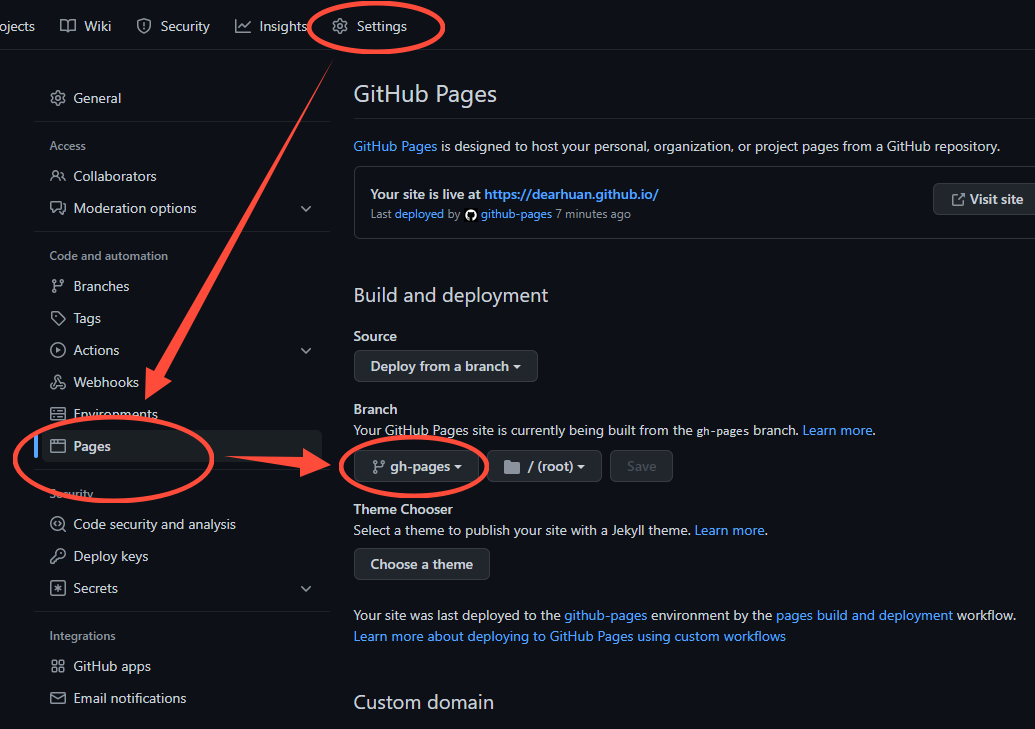 ojects Wiki Security Insights Settings
General
Access
Collaborators
Moderation options
Code and automation
Branches
Tags
Actions
Webhooks
Environments
Pages
Security
Code security and analysis
Deploy keys
Secrets
Integrations
GitHub apps
Email notifications
GitHub Pages
GitHub Pages is designed to host your personal, organization, or project pages from a GitHub repository.
Your site is live at https://dearhuan.github.io/
Last deployed by github-pages 7 minutes ago
Visit site
Build and deployment
Source
Deploy from a branch
Branch
Your GitHub Pages site is currently being built from the gh-pages branch. Learn more.
gh-pages / (root) Save
Theme Chooser
Select a theme to publish your site with a Jekyll theme. Learn more.
Choose a theme
Your site was last deployed to the github-pages environment by the pages build and deployment workflow.
Learn more about deploying to GitHub Pages using custom workflows
Custom domain